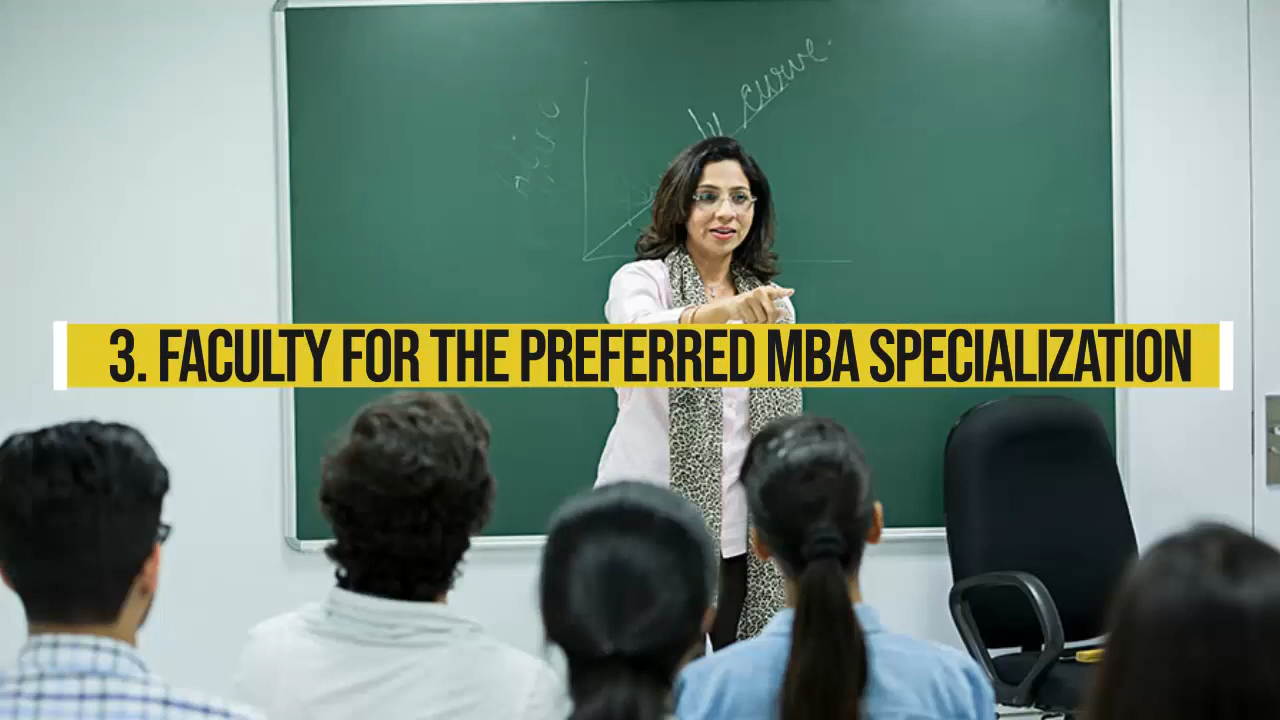 curve.
3. FACULTY FOR THE PREFERRED MBA SPECIALIZATION